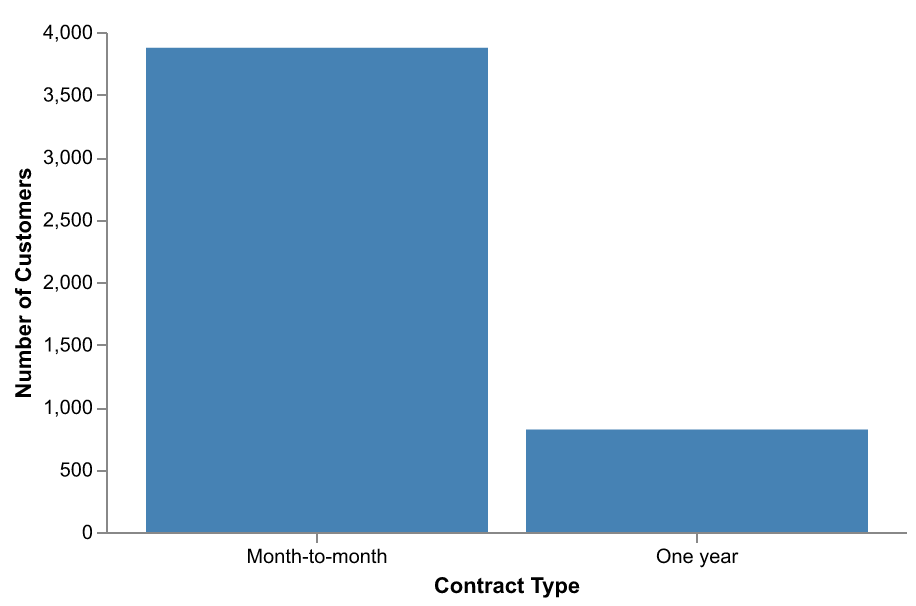 4,000
3,500
3,000
2,500
2,000
1,500
1,000
500
0
Number of Customers
Month-to-month
One year
Contract Type